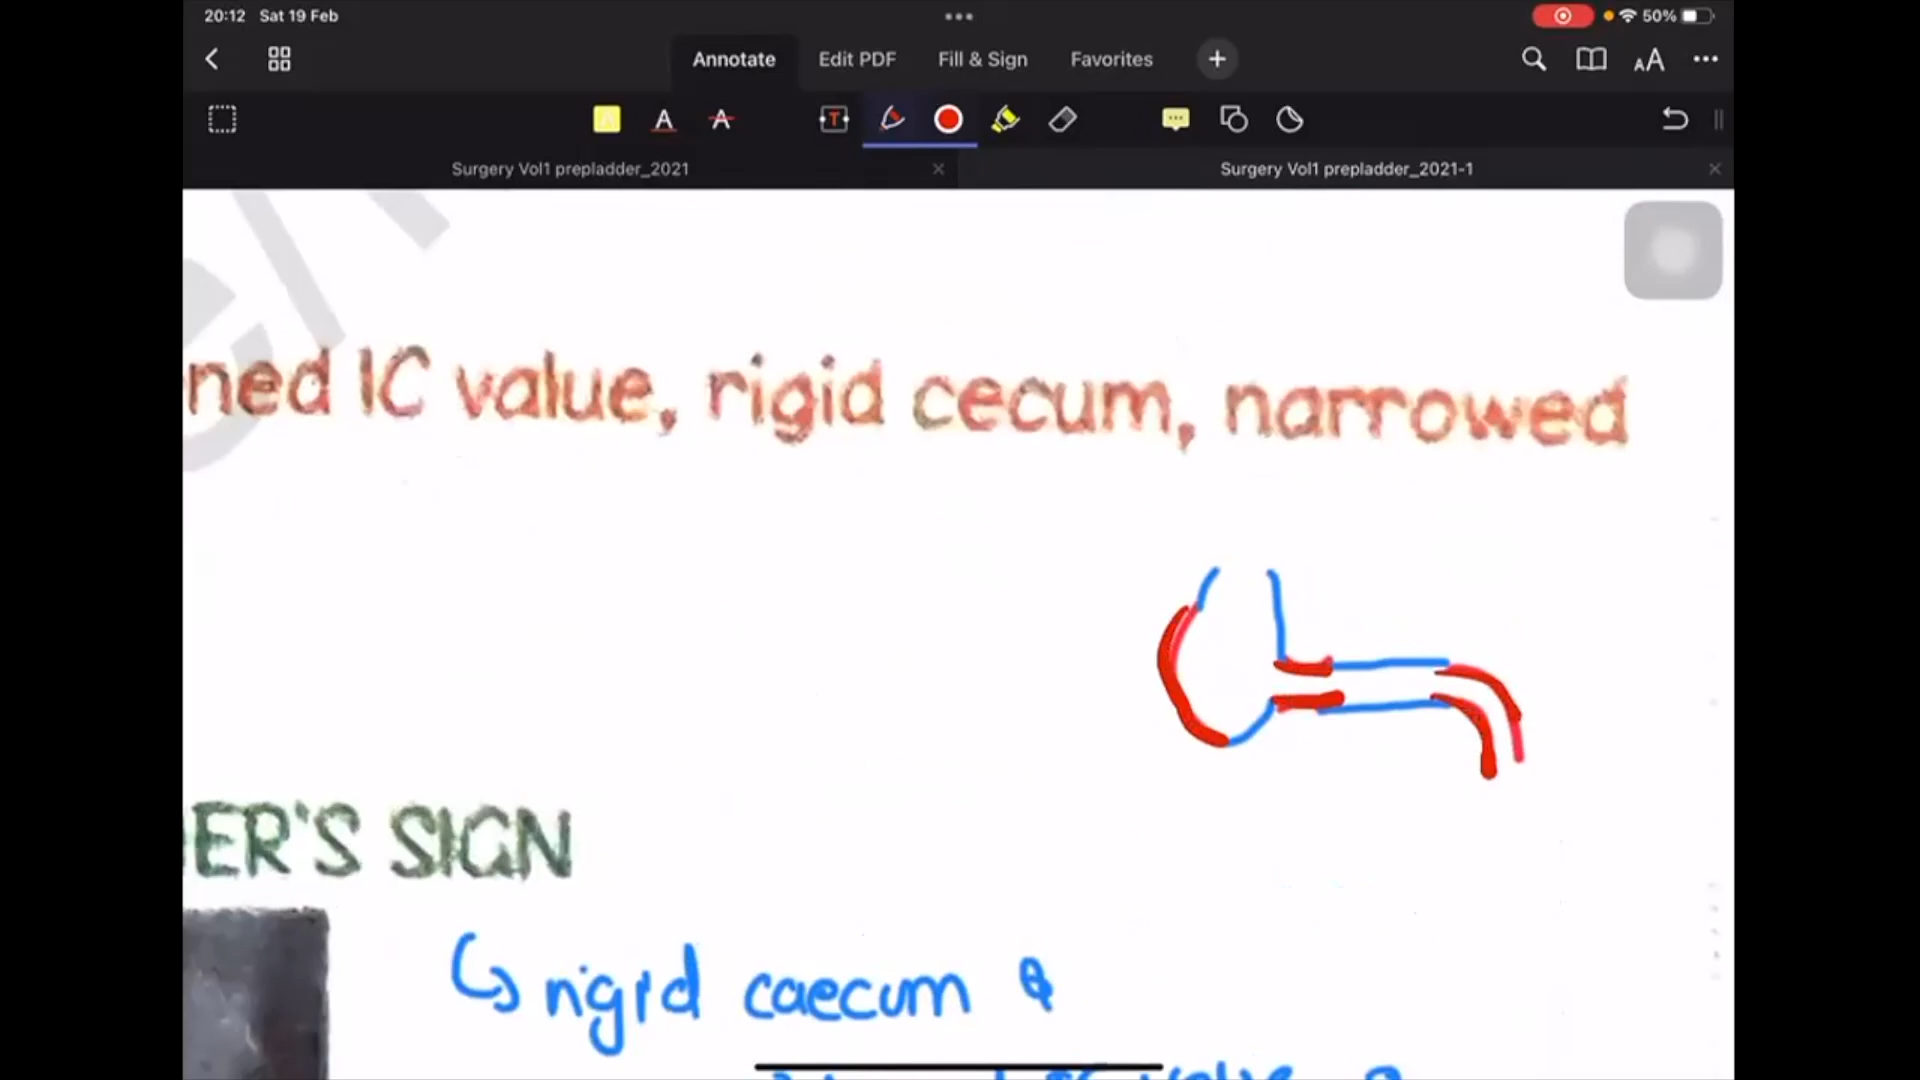 20:12 Sat 19 Feb
50%
Annotate Edit PDF Fill & Sign Favorites
AA
A A T
Surgery Vol1 prepladder_2021
Surgery Vol1 prepladder_2021-1
ned IC value, rigid cecum, narrowed
ER'S SIGN
rigid caecum &